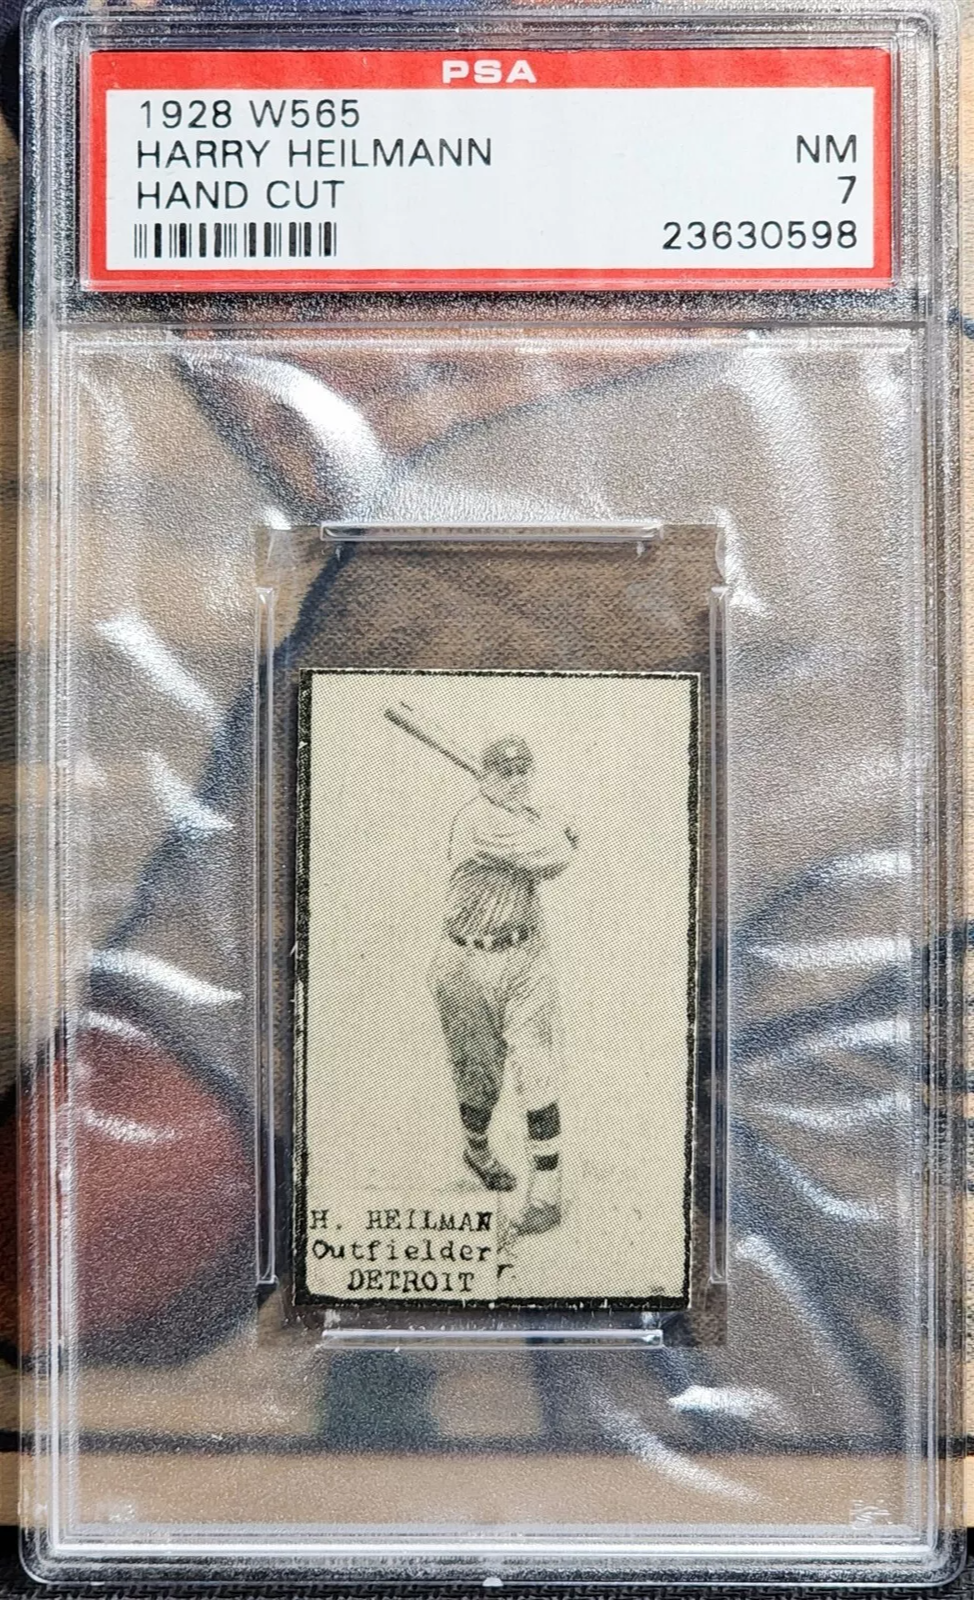 PSA
1928 W565
HARRY HEILMANN
NM
HAND CUT
7
23630598
H. HEILMAN
Outfielder
DETROIT